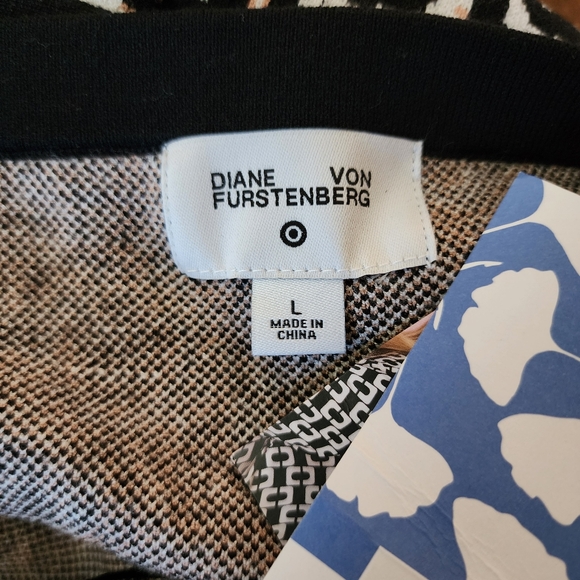 DIANE VON
FURSTENBERG
L
MADE IN
CHINA